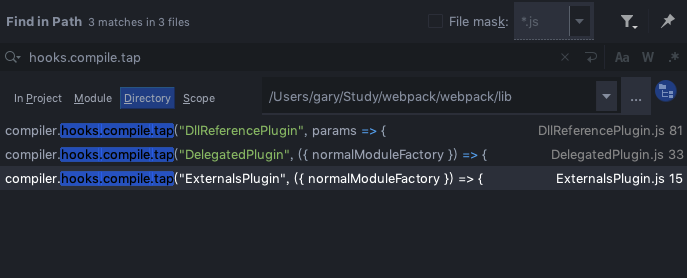 Find in Path 3 matches in 3 files File mask: *.js
hooks.compile.tap Aa W .*
In Project Module Directory Scope /Users/gary/Study/webpack/webpack/lib ...
compiler.hooks.compile.tap("DllReferencePlugin", params => { DllReferencePlugin.js 81
compiler.hooks.compile.tap("DelegatedPlugin", ({ normalModuleFactory }) => { DelegatedPlugin.js 33
compiler.hooks.compile.tap("ExternalsPlugin", ({ normalModuleFactory }) => { ExternalsPlugin.js 15